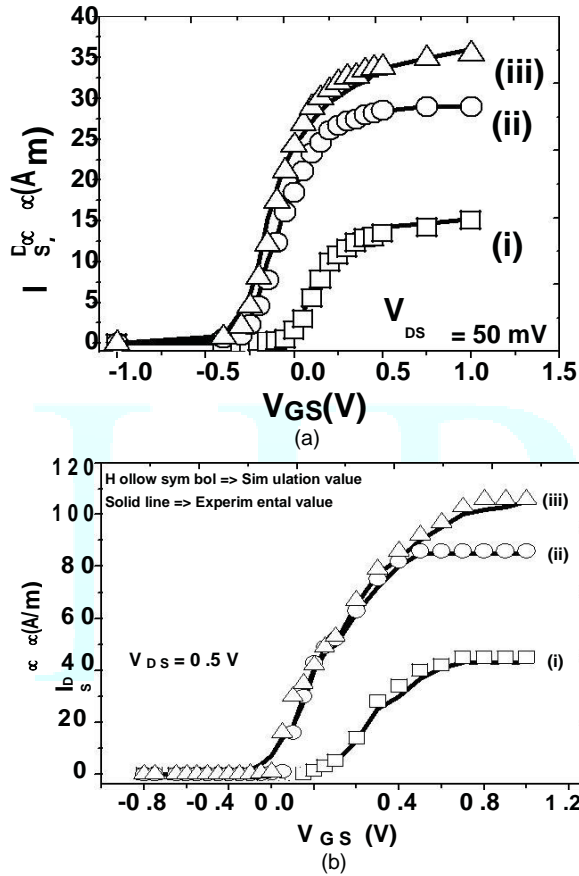 40
35
30
25
20
15
10
5
0
(iii)
(ii)
(i)
I D S, ∝ ∝(A m)
V DS = 50 mV
-1.0 -0.5 0.0 0.5 1.0 1.5
VGS(V)
(a)
120
100
80
60
40
20
0
H ollow sym bol => Sim ulation value
Solid line => Experim ental value
(iii)
(ii)
(i)
I D S ∝ ∝(A/m)
V D S = 0 .5 V
-0.8 -0.4 0.0 0.4 0.8 1.2
V G S (V)
(b)